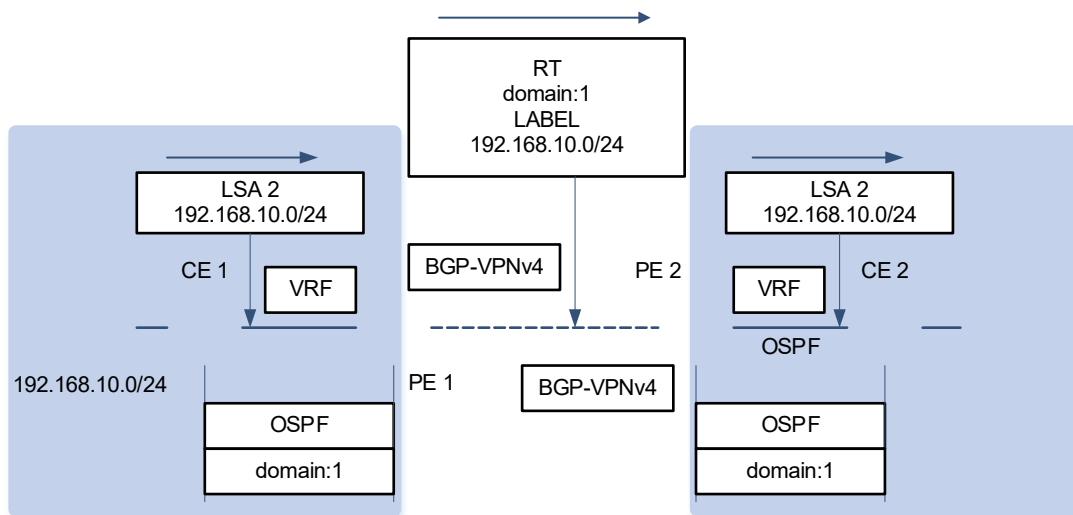 RT
domain:1
LABEL
192.168.10.0/24
LSA 2
192.168.10.0/24
LSA 2
192.168.10.0/24
CE 1
VRF
BGP-VPNv4
PE 2
VRF
CE 2
OSPF
192.168.10.0/24
PE 1
BGP-VPNv4
OSPF
domain:1
OSPF
domain:1